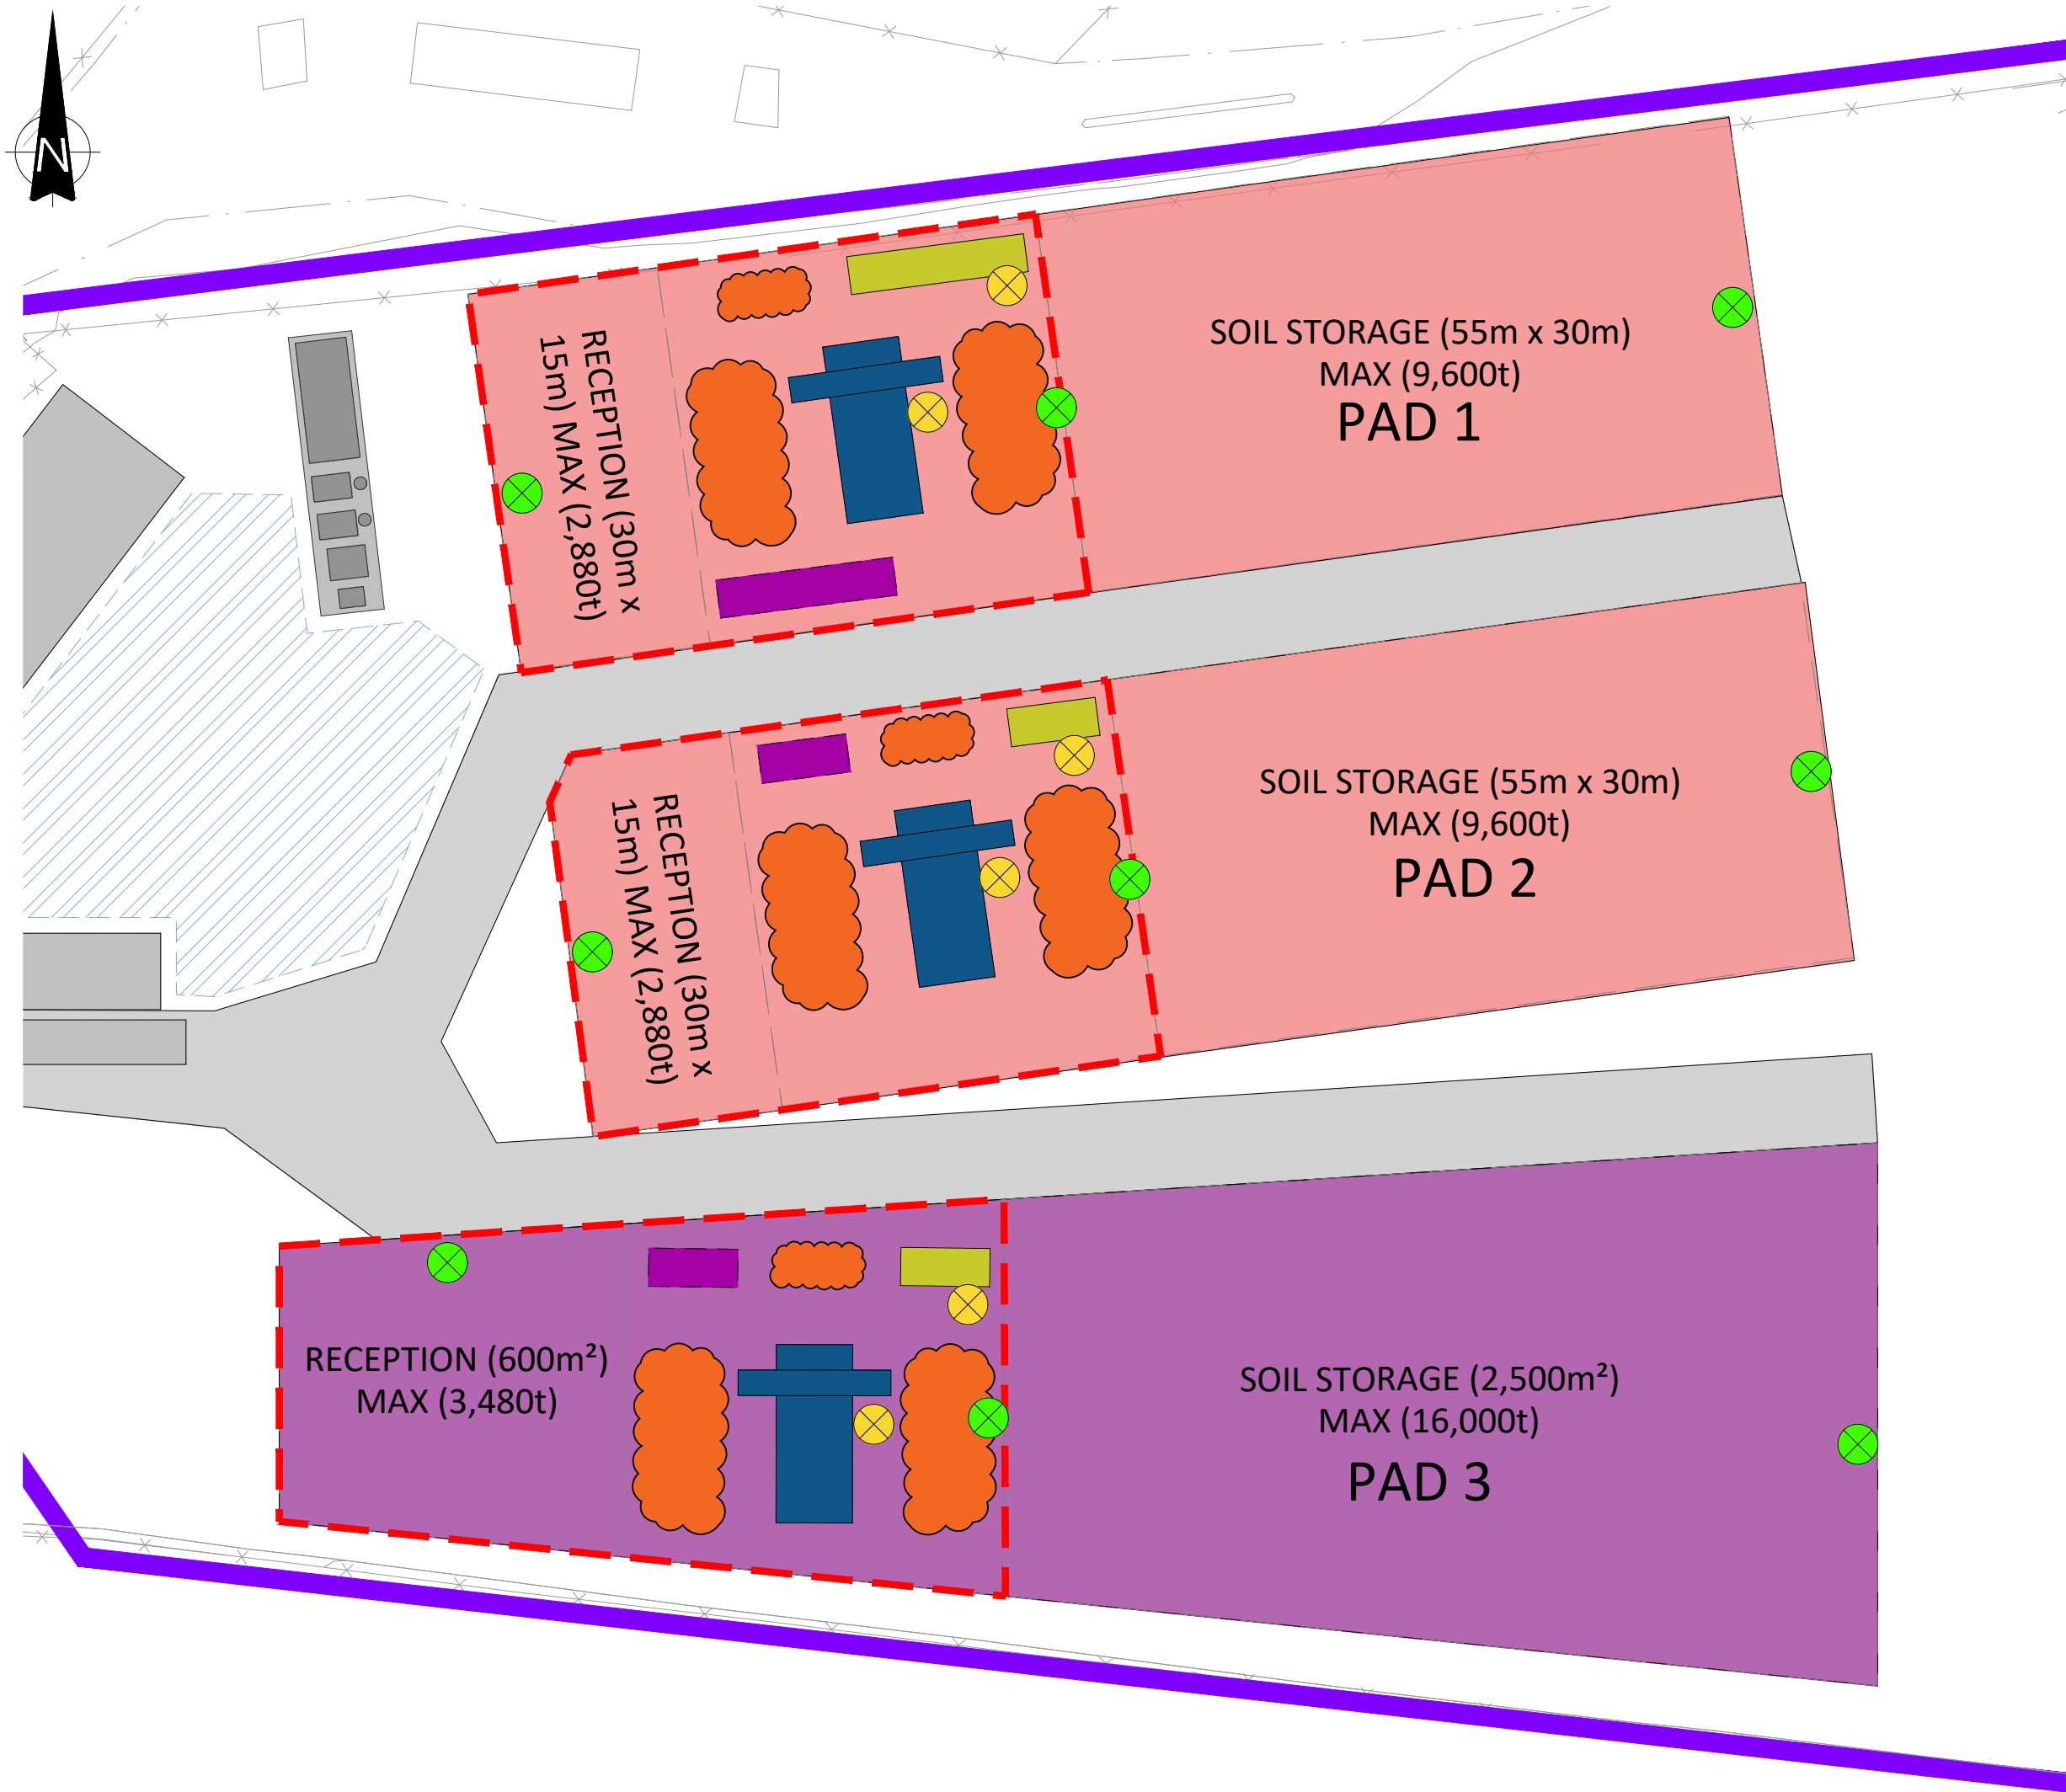 N
RECEPTION (30m x
15m) MAX (2,880t)
SOIL STORAGE (55m x 30m)
MAX (9,600t)
PAD 1
RECEPTION (30m x
15m) MAX (2,880t)
SOIL STORAGE (55m x 30m)
MAX (9,600t)
PAD 2
RECEPTION (600m²)
MAX (3,480t)
SOIL STORAGE (2,500m²)
MAX (16,000t)
PAD 3